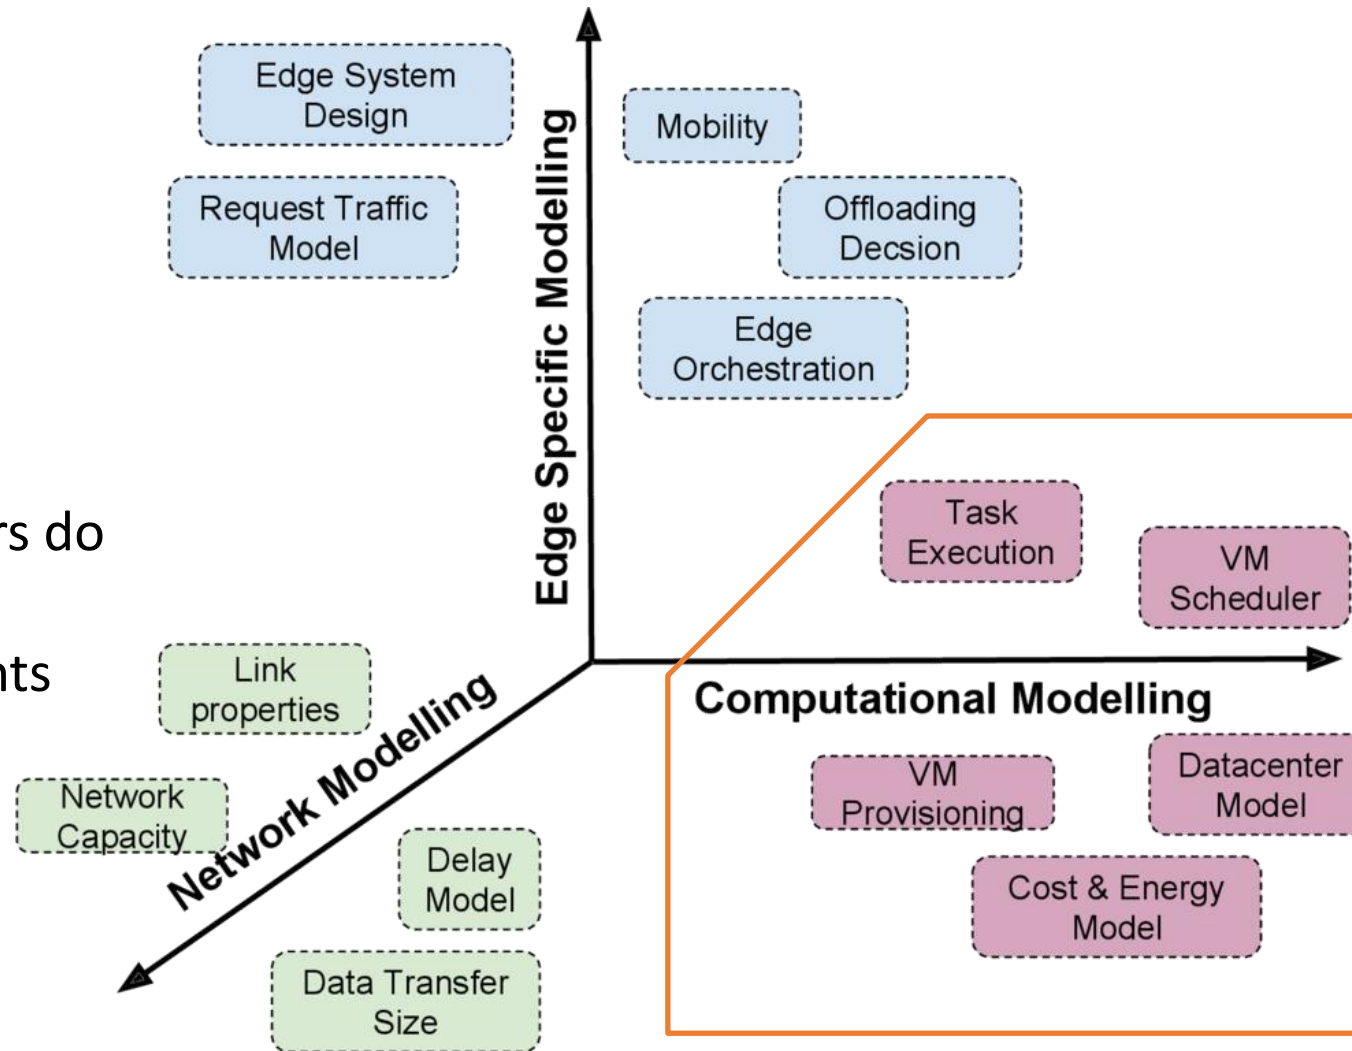 Edge System
Design
Mobility
Request Traffic
Model
Offloading
Decsion
Edge
Orchestration
Edge Specific Modelling
rs do
nts
Task
Execution
VM
Scheduler
Link
properties
Computational Modelling
Network Modelling
Network
Capacity
VM
Provisioning
Datacenter
Model
Delay
Model
Cost & Energy
Model
Data Transfer
Size